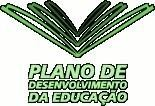 PLANO DE
DESENVOLVIMENTO
DA EDUCAÇÃO